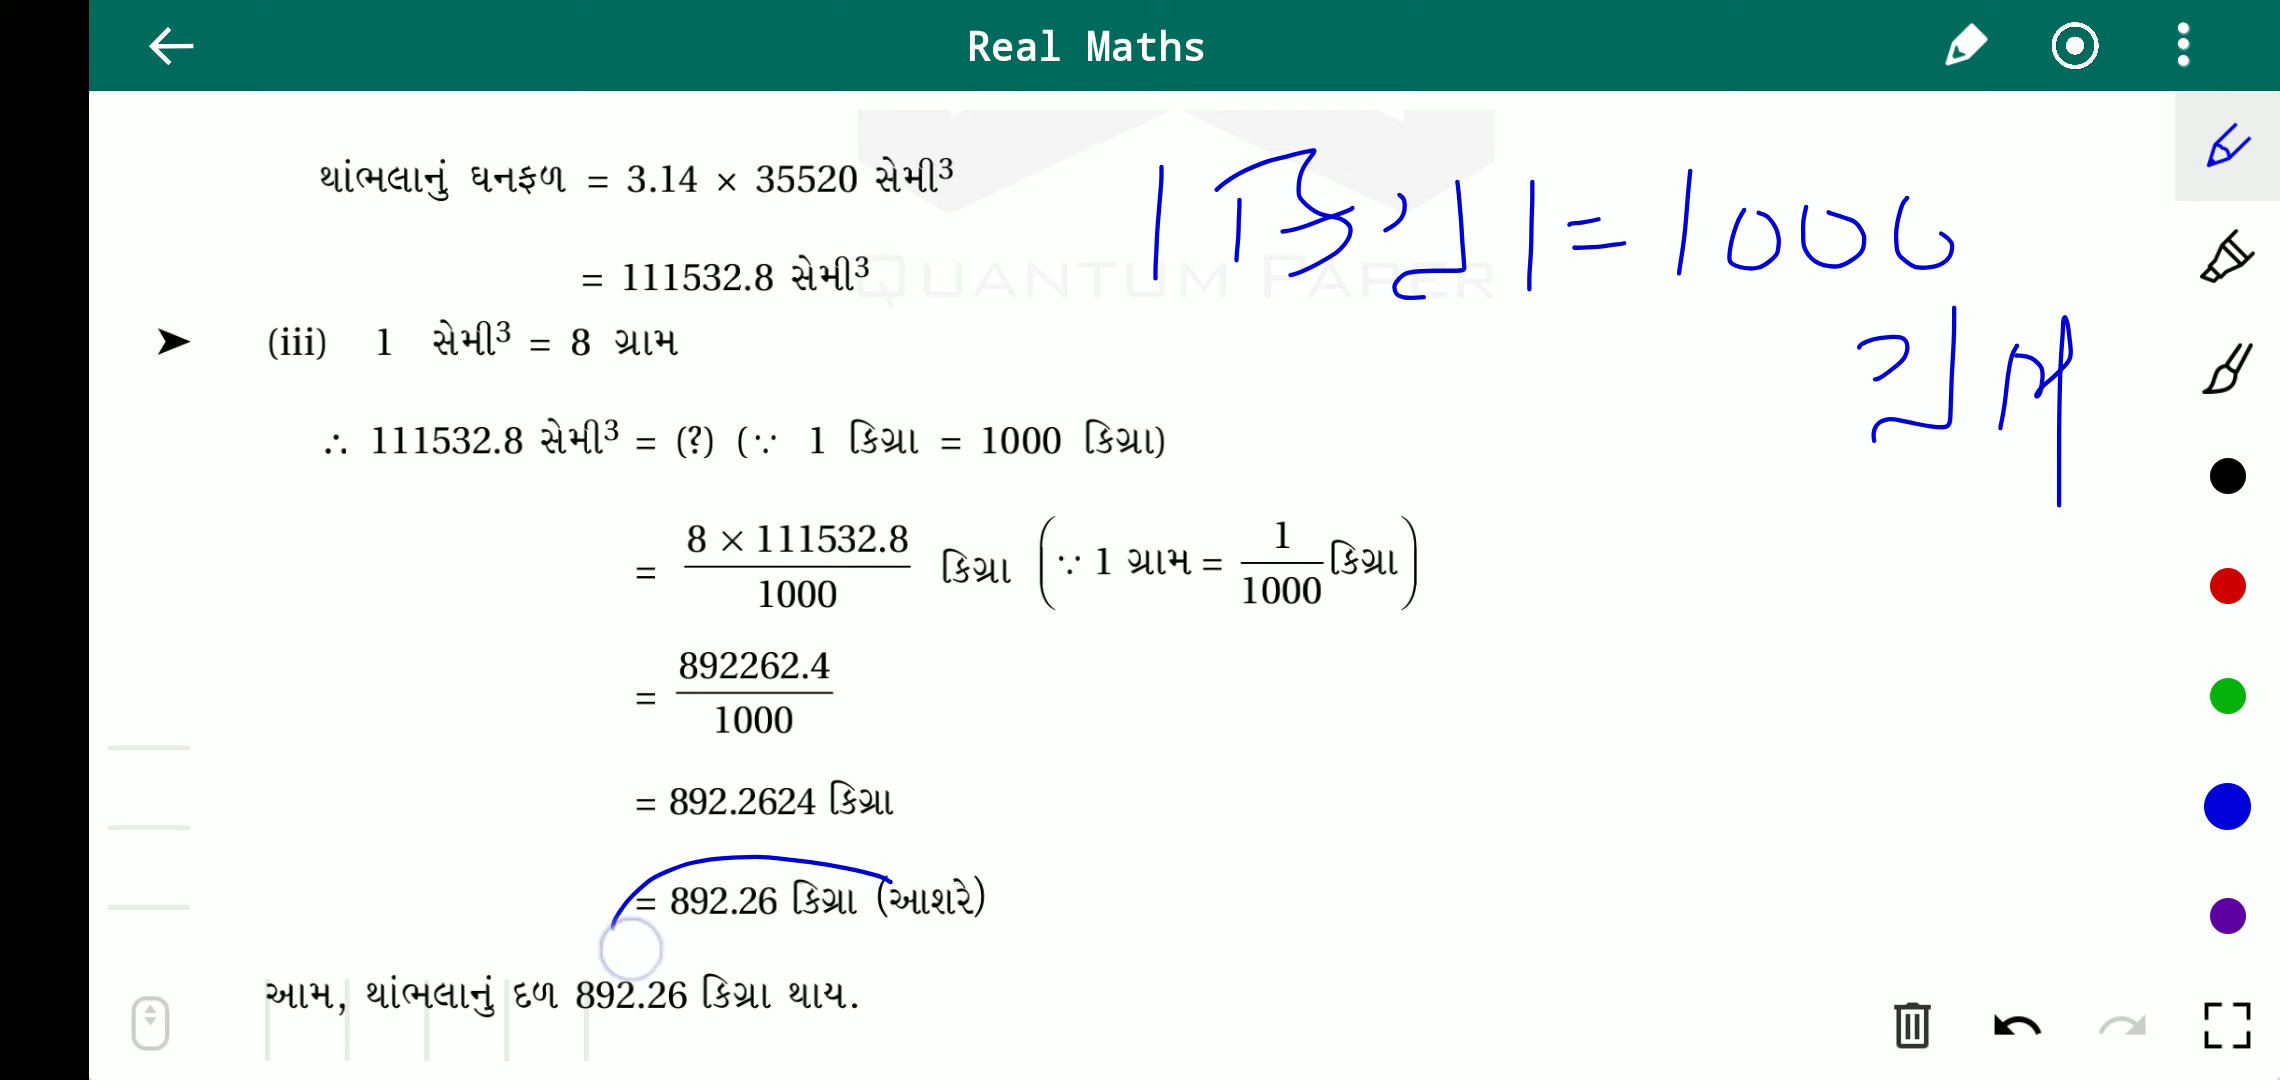 Real Maths
થાંભલાનું ઘનફળ = 3.14 × 35520 સેમી³
= 111532.8 સેમી³
QUANTUM PAPER
1 કિગ્રા = 1000
ગ્રામ
➤ (iii) 1 સેમી³ = 8 ગ્રામ
∴ 111532.8 સેમી³ = (?) (∵ 1 કિગ્રા = 1000 કિગ્રા)
= 8 × 111532.8 / 1000 કિગ્રા (∵ 1 ગ્રામ = 1/1000 કિગ્રા)
= 892262.4 / 1000
= 892.2624 કિગ્રા
= 892.26 કિગ્રા (આશરે)
આમ, થાંભલાનું દળ 892.26 કિગ્રા થાય.